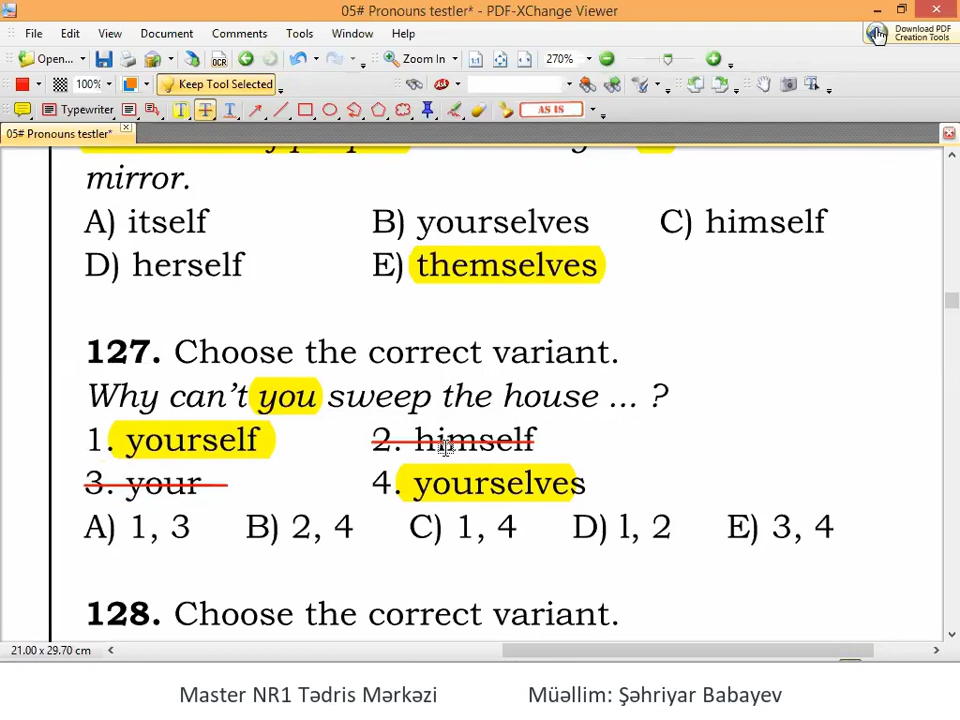 05# Pronouns testler* - PDF-XChange Viewer
File Edit View Document Comments Tools Window Help
Download PDF Creation Tools
Open... OCR Zoom In 270%
100% Keep Tool Selected
Typewriter AS IS
05# Pronouns testler*
mirror.
A) itself B) yourselves C) himself
D) herself E) themselves
127. Choose the correct variant.
Why can't you sweep the house ... ?
1. yourself 2. himself
3. your 4. yourselves
A) 1, 3 B) 2, 4 C) 1, 4 D) l, 2 E) 3, 4
128. Choose the correct variant.
21.00 x 29.70 cm
Master NR1 Tədris Mərkəzi Müəllim: Şəhriyar Babayev